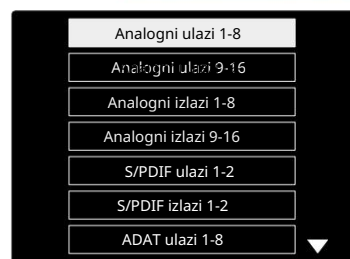 Analogni ulazi 1-8
Analogni ulazi 9-16
Analogni izlazi 1-8
Analogni izlazi 9-16
S/PDIF ulazi 1-2
S/PDIF izlazi 1-2
ADAT ulazi 1-8